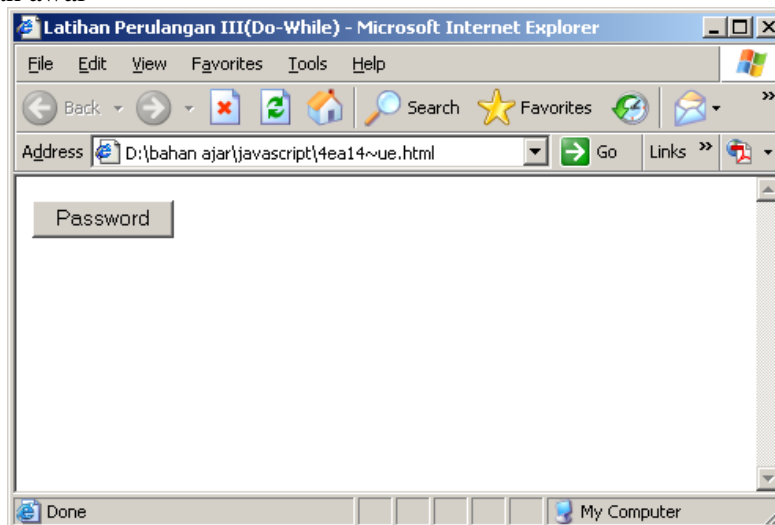 Latihan Perulangan III(Do-While) - Microsoft Internet Explorer
File Edit View Favorites Tools Help
Back Search Favorites »
Address D:\bahan ajar\javascript\4ea14~ue.html Go Links »
Password
Done My Computer